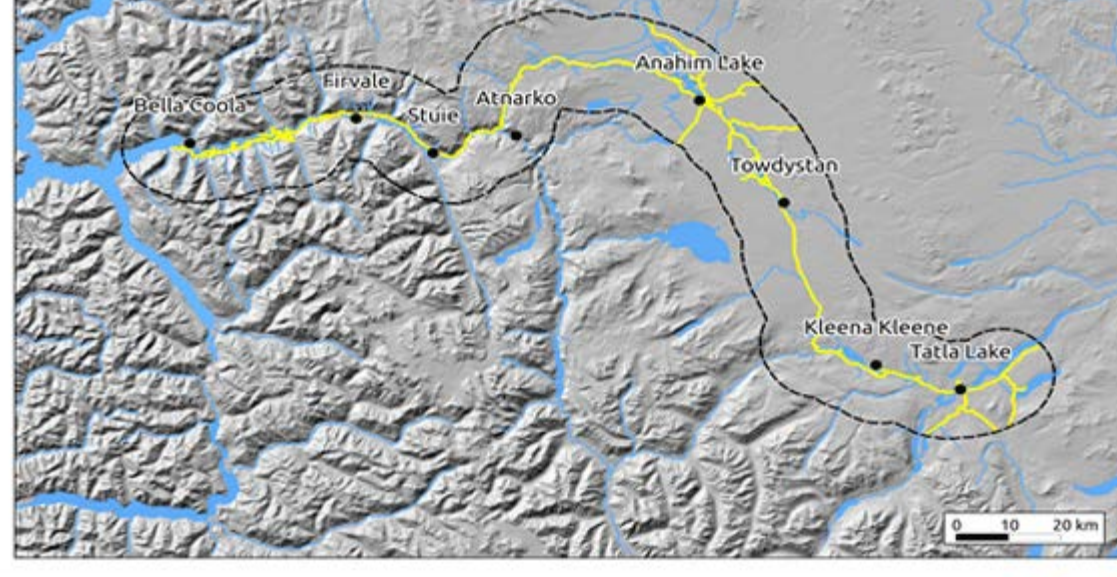 Anahim Lake
Firvale
Bella Coola
Atnarko
Stuie
Towdystan
Kleena Kleene
Tatla Lake
0 10 20 km